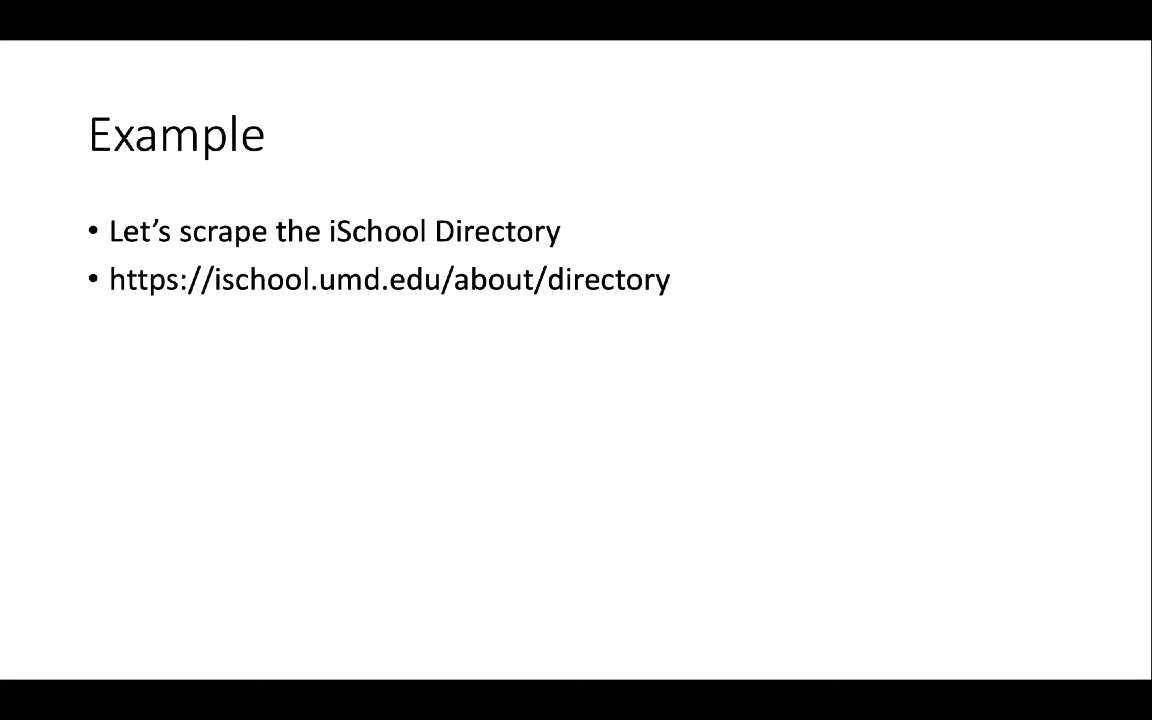 Example
• Let’s scrape the iSchool Directory
• https://ischool.umd.edu/about/directory